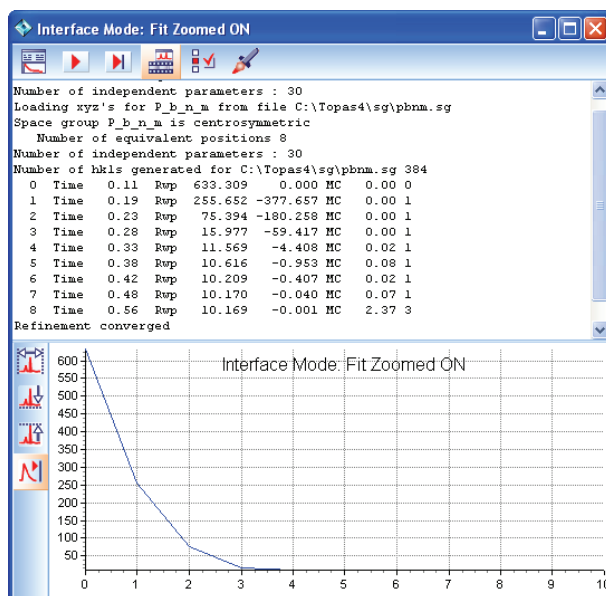 Interface Mode: Fit Zoomed ON
Number of independent parameters : 30
Loading xyz's for P_b_n_m from file C:\Topas4\sg\pbnm.sg
Space group P_b_n_m is centrosymmetric
Number of equivalent positions 8
Number of independent parameters : 30
Number of hkls generated for C:\Topas4\sg\pbnm.sg 384
0 Time 0.11 Rwp 633.309 0.000 MC 0.00 0
1 Time 0.19 Rwp 255.652 -377.657 MC 0.00 1
2 Time 0.23 Rwp 75.394 -180.258 MC 0.00 1
3 Time 0.28 Rwp 15.977 -59.417 MC 0.00 1
4 Time 0.33 Rwp 11.569 -4.408 MC 0.02 1
5 Time 0.38 Rwp 10.616 -0.953 MC 0.08 1
6 Time 0.42 Rwp 10.209 -0.407 MC 0.02 1
7 Time 0.48 Rwp 10.170 -0.040 MC 0.07 1
8 Time 0.56 Rwp 10.169 -0.001 MC 2.37 3
Refinement converged
Interface Mode: Fit Zoomed ON
600
550
500
450
400
350
300
250
200
150
100
50
0 1 2 3 4 5 6 7 8 9 10